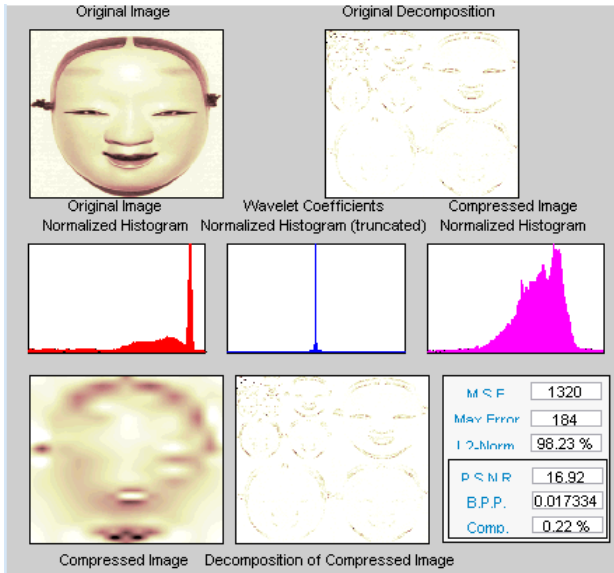 Original Image
Original Decomposition
Original Image
Normalized Histogram
Wavelet Coefficients
Normalized Histogram (truncated)
Compressed Image
Normalized Histogram
M.S.E. 1320
Max Error 184
L2-Norm. 98.23 %
P.S.N.R. 16.92
B.P.P. 0.017334
Comp. 0.22 %
Compressed Image
Decomposition of Compressed Image